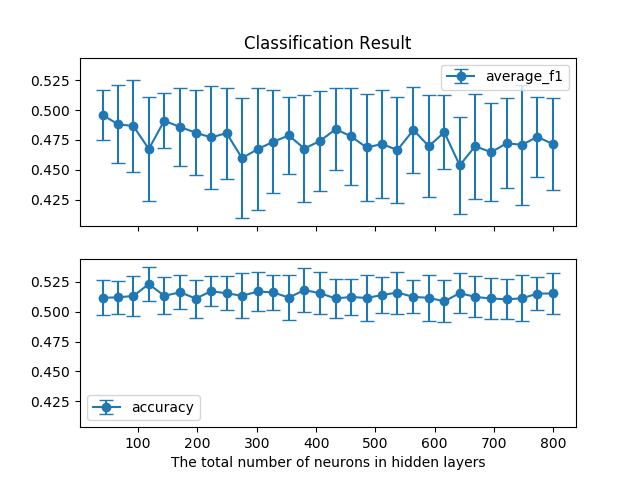 Classification Result
average_f1
0.525
0.500
0.475
0.450
0.425
0.525
0.500
0.475
0.450
0.425
accuracy
100 200 300 400 500 600 700 800
The total number of neurons in hidden layers